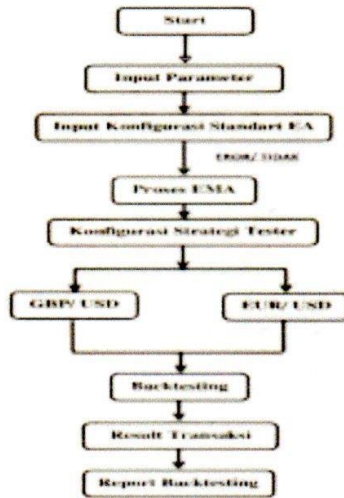 Start
Input Parameter
Input Konfigurasi Standart EA
Proses EMA
Konfigurasi Strategi Tester
GBP/ USD
EUR/ USD
Backtesting
Result Transaksi
Report Backtesting